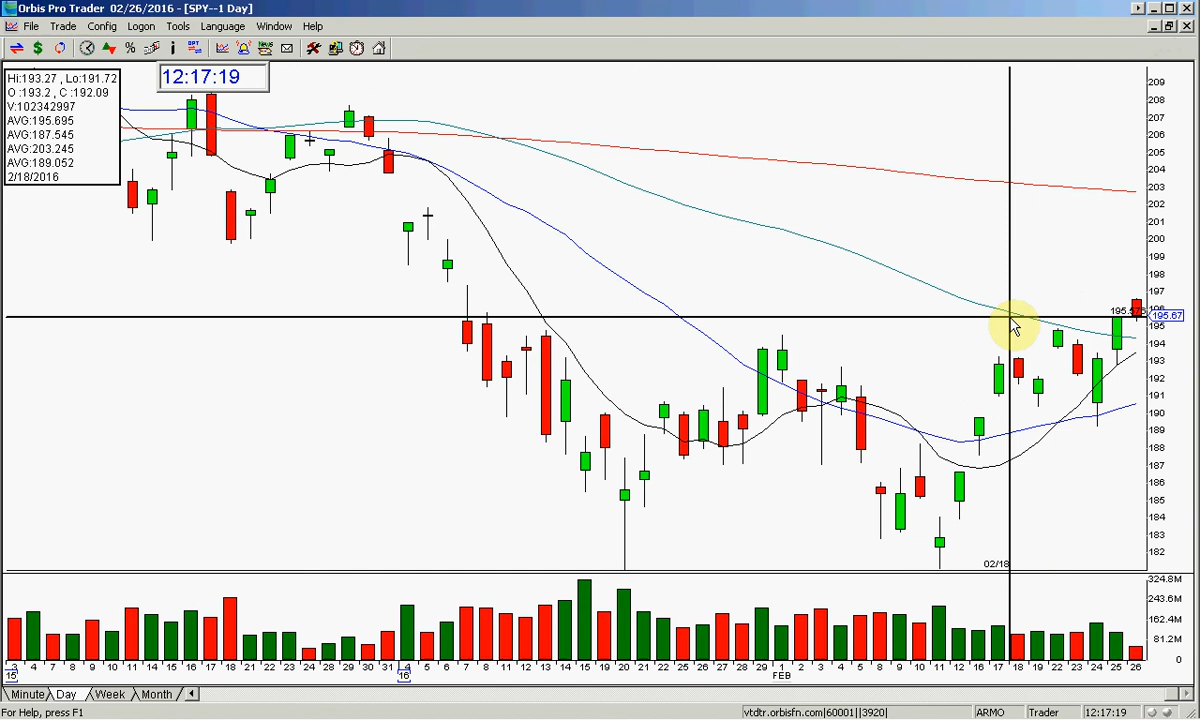 Orbis Pro Trader 02/26/2016 - [SPY--1 Day]
File Trade Config Logon Tools Language Window Help
12:17:19
Hi:193.27 , Lo:191.72
O :193.2 , C :192.09
V:102342997
AVG:195.695
AVG:187.545
AVG:203.245
AVG:189.052
2/18/2016
209
208
207
206
205
204
203
202
201
200
199
198
197
195
194
193
192
191
190
189
188
187
186
185
184
183
182
195.67
02/18
324.8M
243.6M
162.4M
81.2M
0
3 4 7 8 9 10 11 14 15 16 17 18 21 22 23 24 28 29 30 31 4 5 6 7 8 11 12 13 14 15 19 20 21 22 25 26 27 28 29 1 2 3 4 5 8 9 10 11 12 16 17 18 19 22 23 24 25 26
15 16 FEB
Minute Day Week Month
For Help, press F1 vtdtr.orbisfn.com|60001||3920| ARMO Trader 12:17:19